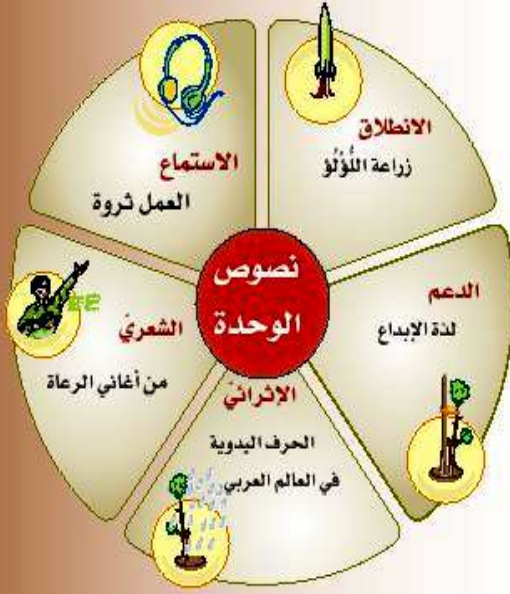 نصوص
الوحدة
الانطلاق
زراعة اللُّؤْلُؤ
الدعم
لذة الإبداع
الإثرائيّ
الحرف اليدوية
في العالم العربي
الشعريّ
من أغاني الرعاة
الاستماع
العمل ثروة